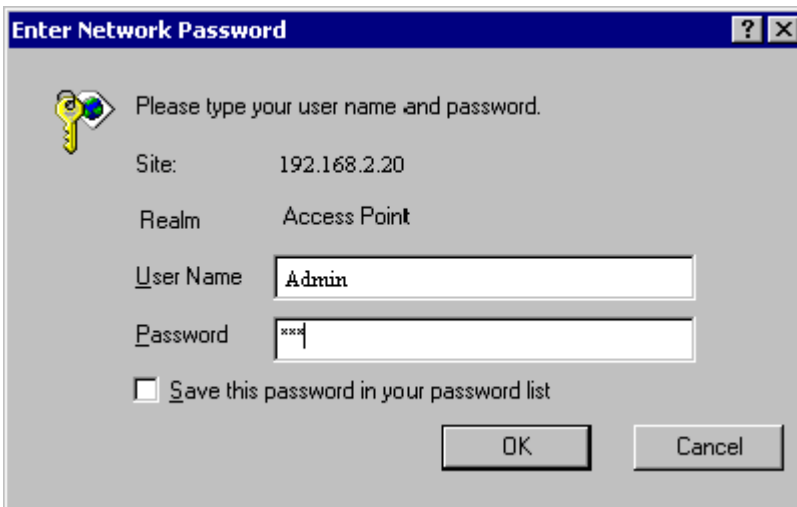 Enter Network Password
? X
Please type your user name and password.
Site: 192.168.2.20
Realm Access Point
User Name Admin
Password ***
Save this password in your password list
OK Cancel